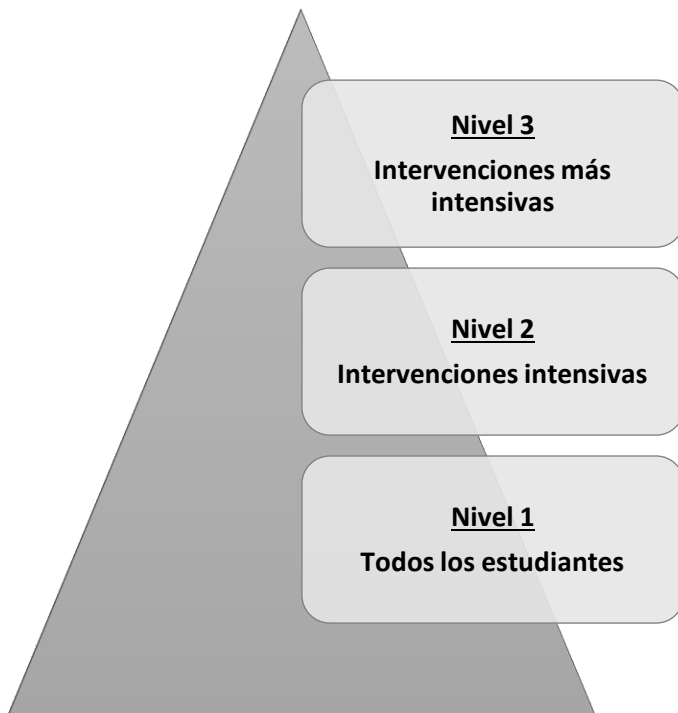 Nivel 3
Intervenciones más
intensivas
Nivel 2
Intervenciones intensivas
Nivel 1
Todos los estudiantes